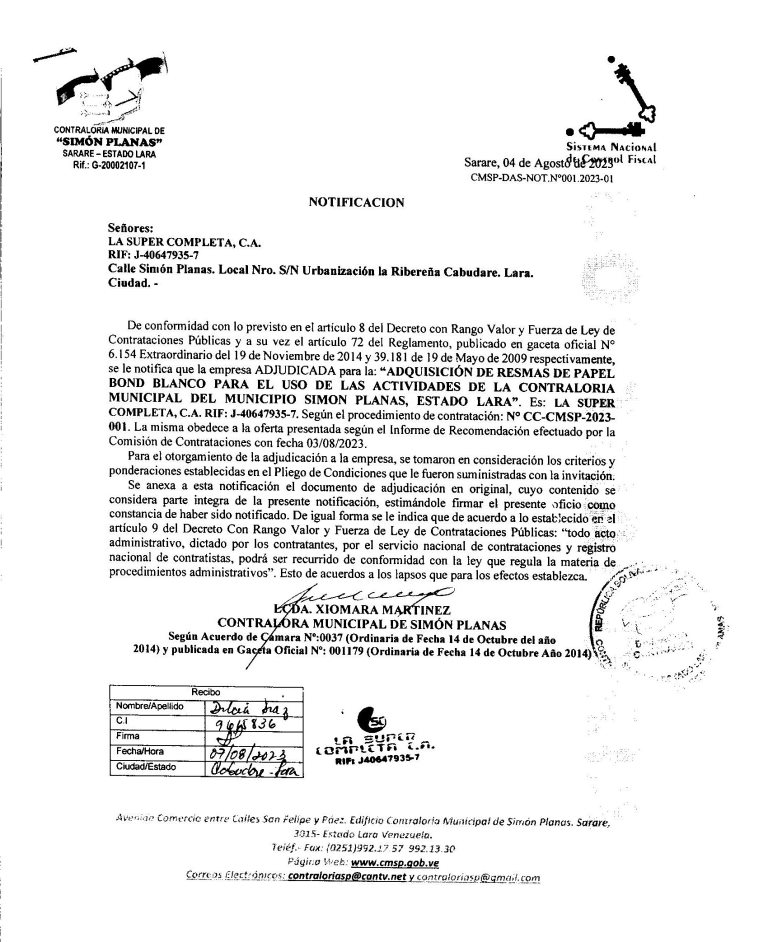 CONTRALORIA MUNICIPAL DE
“SIMÓN PLANAS”
SARARE – ESTADO LARA
Rif.: G-20002107-1
SISTEMA NACIONAL
de Control Fiscal
Sarare, 04 de Agosto de 2023
CMSP-DAS-NOT.Nº001.2023-01
NOTIFICACION
Señores:
LA SUPER COMPLETA, C.A.
RIF: J-40647935-7
Calle Simón Planas. Local Nro. S/N Urbanización la Ribereña Cabudare. Lara.
Ciudad. -
De conformidad con lo previsto en el artículo 8 del Decreto con Rango Valor y Fuerza de Ley de
Contrataciones Públicas y a su vez el artículo 72 del Reglamento, publicado en gaceta oficial Nº
6.154 Extraordinario del 19 de Noviembre de 2014 y 39.181 de 19 de Mayo de 2009 respectivamente,
se le notifica que la empresa ADJUDICADA para la: “ADQUISICIÓN DE RESMAS DE PAPEL
BOND BLANCO PARA EL USO DE LAS ACTIVIDADES DE LA CONTRALORIA
MUNICIPAL DEL MUNICIPIO SIMON PLANAS, ESTADO LARA”. Es: LA SUPER
COMPLETA, C.A. RIF: J-40647935-7. Según el procedimiento de contratación: Nº CC-CMSP-2023-
001. La misma obedece a la oferta presentada según el Informe de Recomendación efectuado por la
Comisión de Contrataciones con fecha 03/08/2023.
Para el otorgamiento de la adjudicación a la empresa, se tomaron en consideración los criterios y
ponderaciones establecidas en el Pliego de Condiciones que le fueron suministradas con la invitación.
Se anexa a esta notificación el documento de adjudicación en original, cuyo contenido se
considera parte integra de la presente notificación, estimándole firmar el presente oficio como
constancia de haber sido notificado. De igual forma se le indica que de acuerdo a lo establecido en el
artículo 9 del Decreto Con Rango Valor y Fuerza de Ley de Contrataciones Públicas: “todo acto
administrativo, dictado por los contratantes, por el servicio nacional de contrataciones y registro
nacional de contratistas, podrá ser recurrido de conformidad con la ley que regula la materia de
procedimientos administrativos”. Esto de acuerdos a los lapsos que para los efectos establezca.
LCDA. XIOMARA MARTINEZ
CONTRALORA MUNICIPAL DE SIMÓN PLANAS
Según Acuerdo de Cámara Nº:0037 (Ordinaria de Fecha 14 de Octubre del año
2014) y publicada en Gaceta Oficial Nº: 001179 (Ordinaria de Fecha 14 de Octubre Año 2014)
REPÚBLICA
Recibo
Nombre/Apellido Dilcia Diaz
C.I
Firma
Fecha/Hora 07/08/2023
Ciudad/Estado Cabudare - Lara
SC
LA SUPER
COMPLETA C.A.
RIF: J40647935-7
Avenida Comercio entre Calles San Felipe y Páez. Edificio Contraloría Municipal de Simón Planas. Sarare,
3015- Estado Lara Venezuela.
Teléf.- Fax: (0251)992.17.57 992.13.30
Página Web: www.cmsp.gob.ve
Correos Electrónicos: contraloriasp@cantv.net y contraloriasp@gmail.com